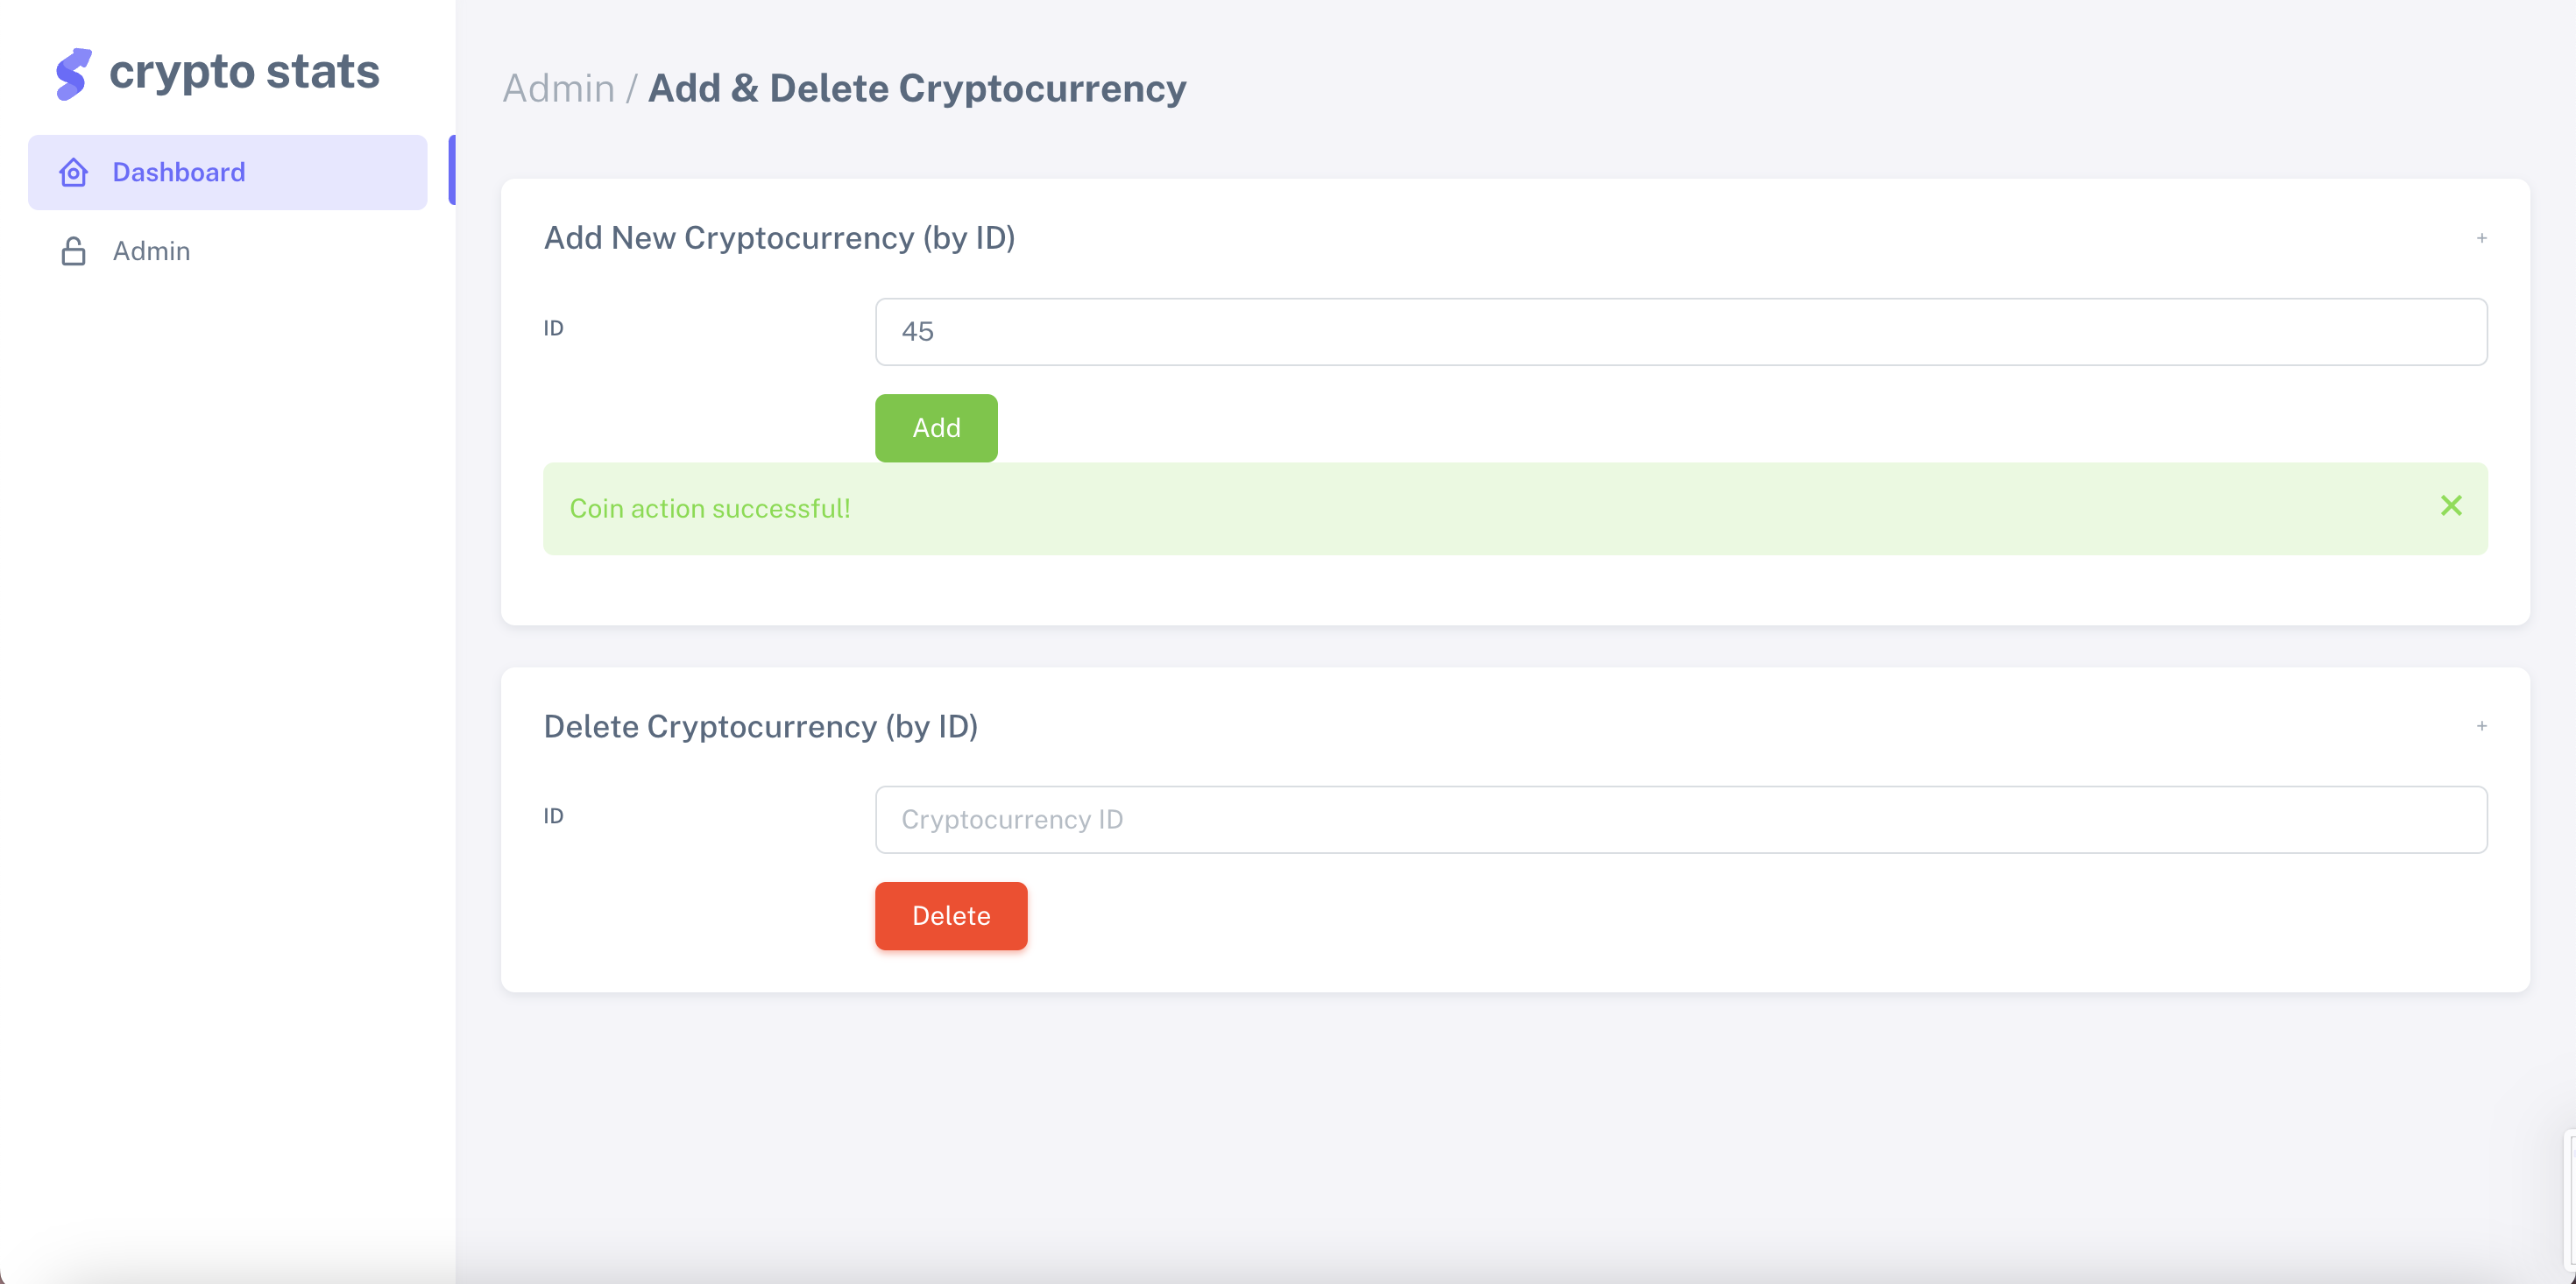 crypto stats
Dashboard
Admin
Admin / Add & Delete Cryptocurrency
Add New Cryptocurrency (by ID)
+
ID
45
Add
Coin action successful!
Delete Cryptocurrency (by ID)
+
ID
Cryptocurrency ID
Delete